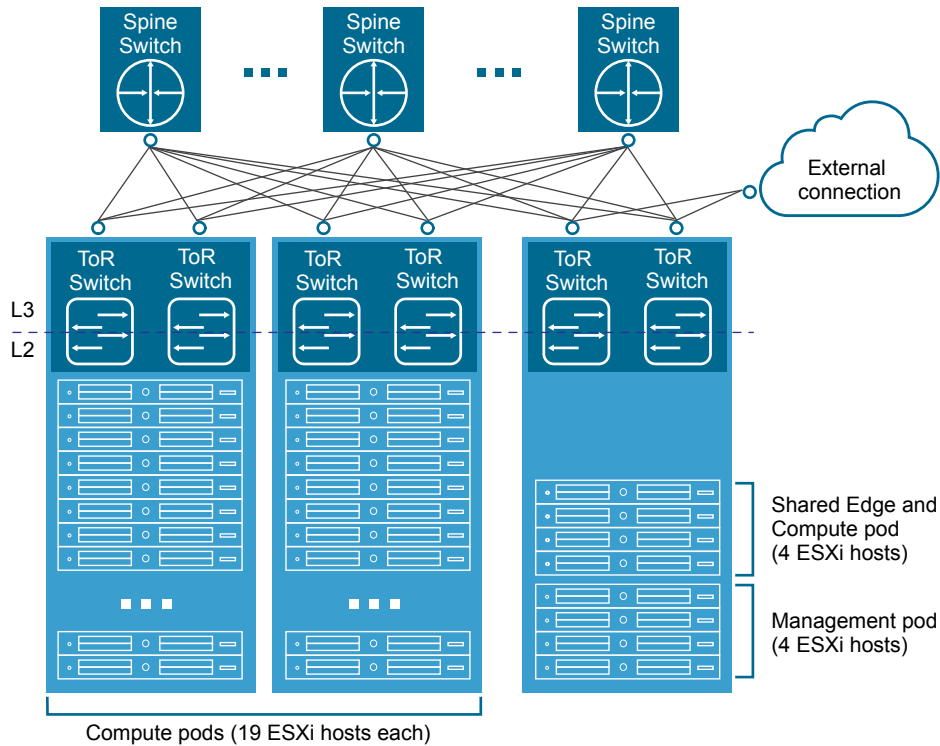 Spine
Switch
Spine
Switch
Spine
Switch
External
connection
ToR
Switch
ToR
Switch
ToR
Switch
ToR
Switch
ToR
Switch
ToR
Switch
L3
L2
Shared Edge and
Compute pod
(4 ESXi hosts)
Management pod
(4 ESXi hosts)
Compute pods (19 ESXi hosts each)